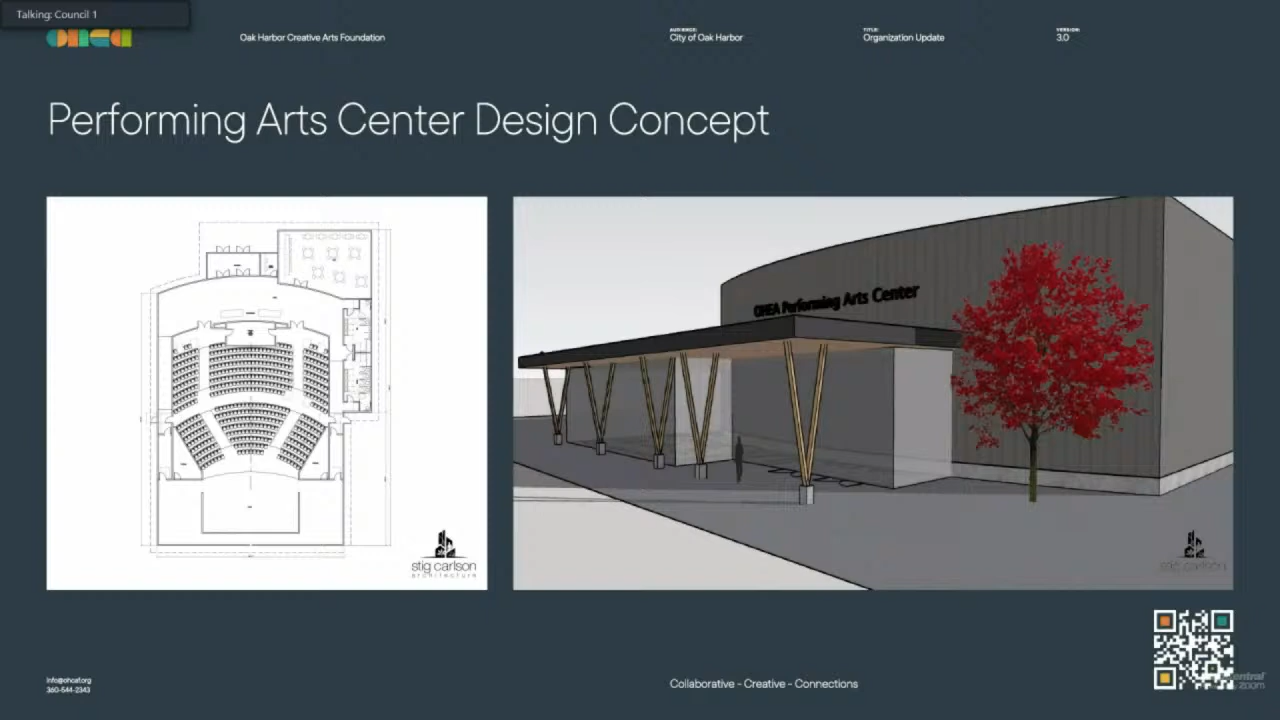 Talking: Council 1
Oak Harbor Creative Arts Foundation
AUDIENCE:
City of Oak Harbor
TITLE:
Organization Update
VERSION:
3.0
Performing Arts Center Design Concept
OHEA Performing Arts Center
stig carlson
architecture
stig carlson
info@ohcaf.org
360-544-2343
Collaborative - Creative - Connections
zoom